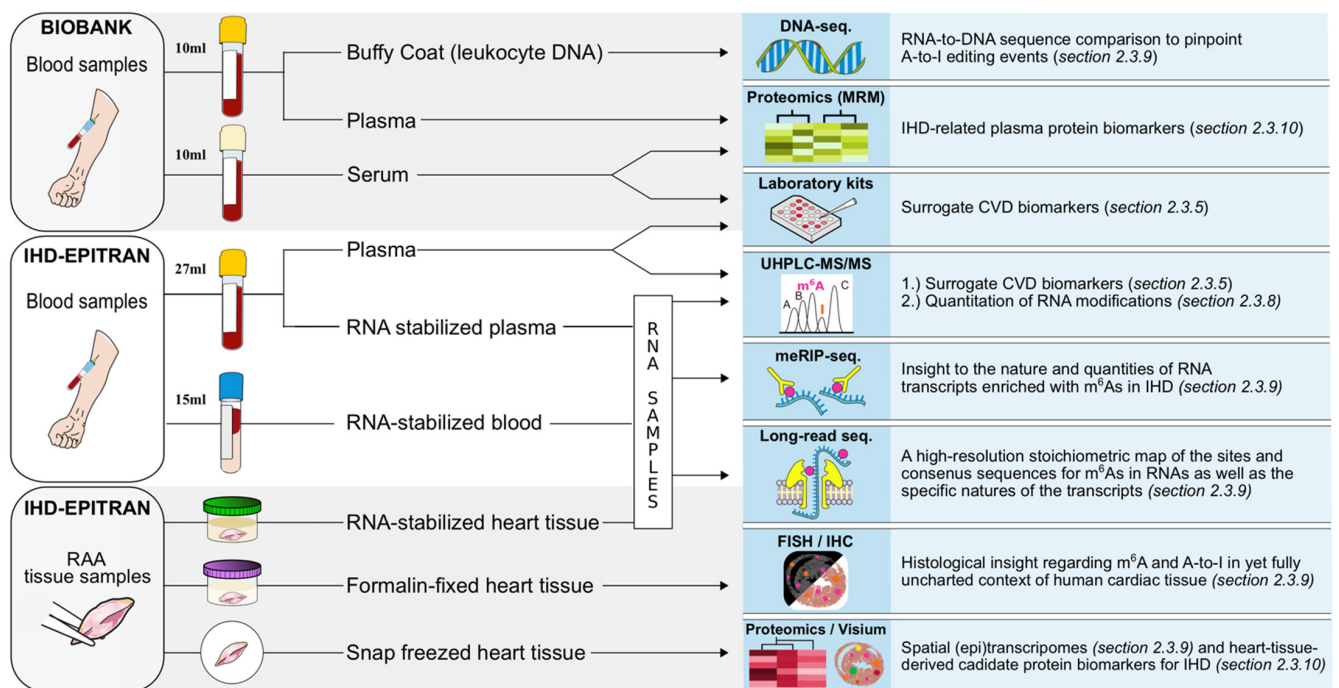 BIOBANK
Blood samples
10ml
10ml
Buffy Coat (leukocyte DNA)
Plasma
Serum
IHD-EPITRAN
Blood samples
27ml
15ml
Plasma
RNA stabilized plasma
RNA-stabilized blood
IHD-EPITRAN
RAA
tissue samples
RNA-stabilized heart tissue
Formalin-fixed heart tissue
Snap freezed heart tissue
RNA SAMPLES
DNA-seq.
RNA-to-DNA sequence comparison to pinpoint
A-to-I editing events (section 2.3.9)
Proteomics (MRM)
IHD-related plasma protein biomarkers (section 2.3.10)
Laboratory kits
Surrogate CVD biomarkers (section 2.3.5)
UHPLC-MS/MS
m⁶A
A
B
I
C
1.) Surrogate CVD biomarkers (section 2.3.5)
2.) Quantitation of RNA modifications (section 2.3.8)
meRIP-seq.
Insight to the nature and quantities of RNA
transcripts enriched with m⁶As in IHD (section 2.3.9)
Long-read seq.
A high-resolution stoichiometric map of the sites and
consenus sequences for m⁶As in RNAs as well as the
specific natures of the transcripts (section 2.3.9)
FISH / IHC
Histological insight regarding m⁶A and A-to-I in yet fully
uncharted context of human cardiac tissue (section 2.3.9)
Proteomics / Visium
Spatial (epi)transcripomes (section 2.3.9) and heart-tissue-
derived cadidate protein biomarkers for IHD (section 2.3.10)